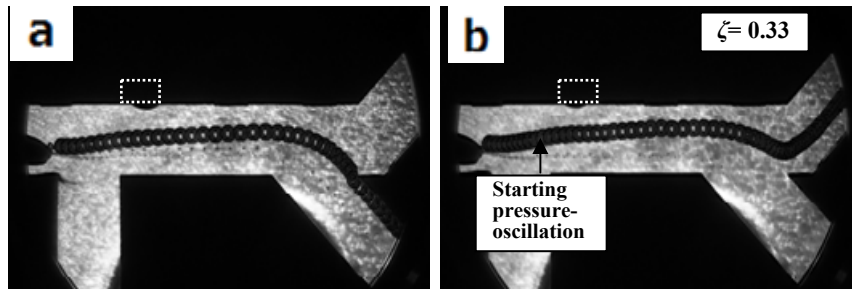 a
b
ζ= 0.33
Starting
pressure-
oscillation